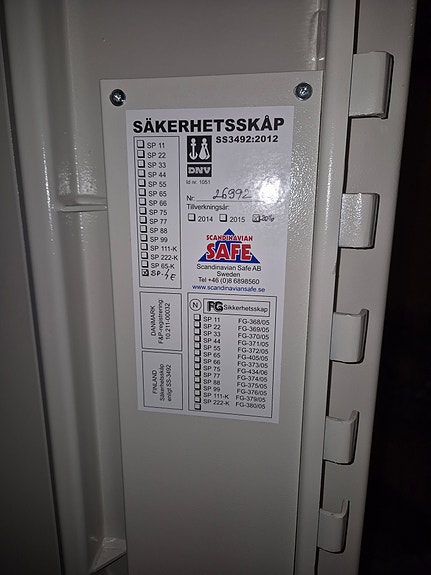 SÄKERHETSSKÅP
SS3492:2012
SP 11
SP 22
SP 33
SP 44
SP 55
SP 65
SP 66
SP 75
SP 77
SP 88
SP 99
SP 111-K
SP 222-K
SP 65-K
DNV
Id nr. 1051
Nr: 26992
Tillverkningsår:
2014 2015 2016
SCANDINAVIAN
SAFE
Scandinavian Safe AB
Sweden
Tel +46 (0)8 6898560
www.scandinaviansafe.se
DANMARK
F&P-registrering
10.211-00032
FINLAND
Säkerhetsskåp
enligt SS-3492
N FG Sikkerhetsskap
SP 11 FG-368/05
SP 22 FG-369/05
SP 33 FG-370/05
SP 44 FG-371/05
SP 55 FG-372/05
SP 65 FG-405/05
SP 66 FG-373/05
SP 75 FG-434/06
SP 77 FG-374/05
SP 88 FG-375/05
SP 99 FG-376/05
SP 111-K FG-379/05
SP 222-K FG-380/05